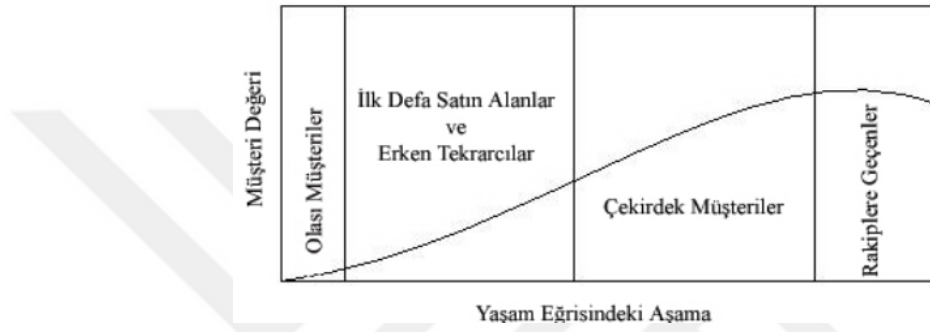 Müşteri Değeri
Olası Müşteriler
İlk Defa Satın Alanlar
ve
Erken Tekrarcılar
Çekirdek Müşteriler
Rakiplere Geçenler
Yaşam Eğrisindeki Aşama